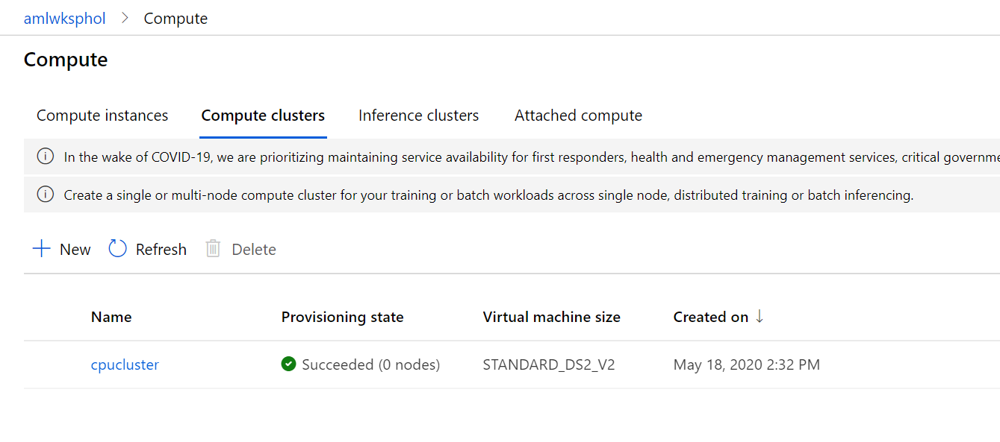 amlwksphol > Compute
Compute
Compute instances Compute clusters Inference clusters Attached compute
In the wake of COVID-19, we are prioritizing maintaining service availability for first responders, health and emergency management services, critical
Create a single or multi-node compute cluster for your training or batch workloads across single node, distributed training or batch inferencing.
New Refresh Delete
Name Provisioning state Virtual machine size Created on ↓
cpucluster Succeeded (0 nodes) STANDARD_DS2_V2 May 18, 2020 2:32 PM